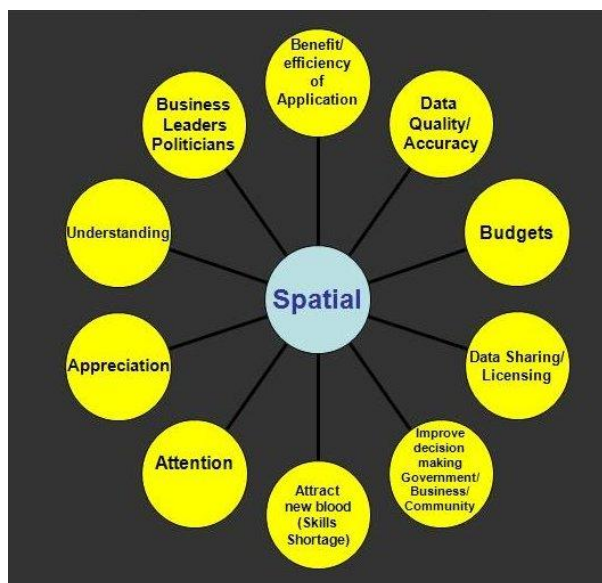 Benefit/
efficiency
of
Application
Data
Quality/
Accuracy
Budgets
Data Sharing/
Licensing
Improve
decision
making
Government/
Business/
Community
Attract
new blood
(Skills
Shortage)
Attention
Appreciation
Understanding
Business
Leaders
Politicians
Spatial